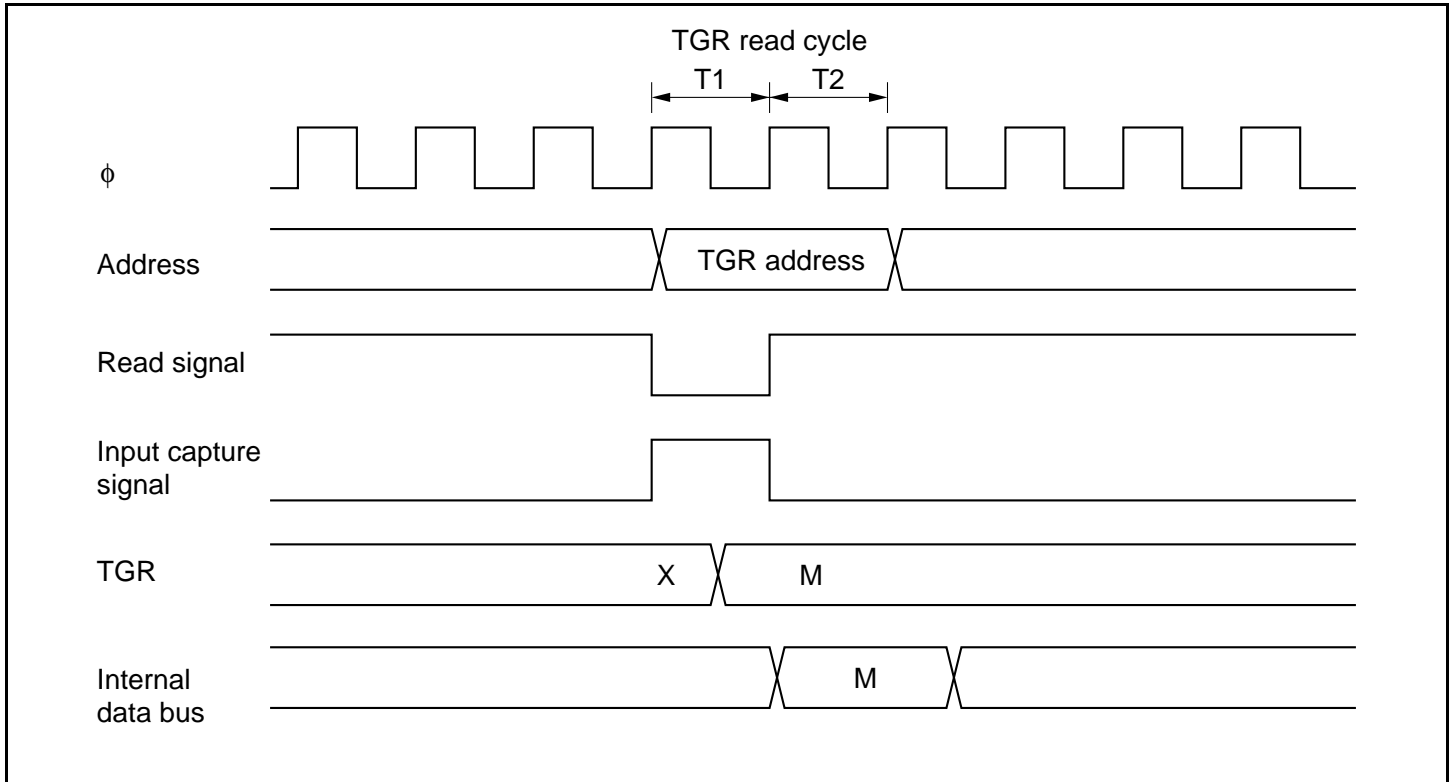 TGR read cycle
T1 T2
ϕ
Address
TGR address
Read signal
Input capture
signal
TGR
X M
Internal
data bus
M